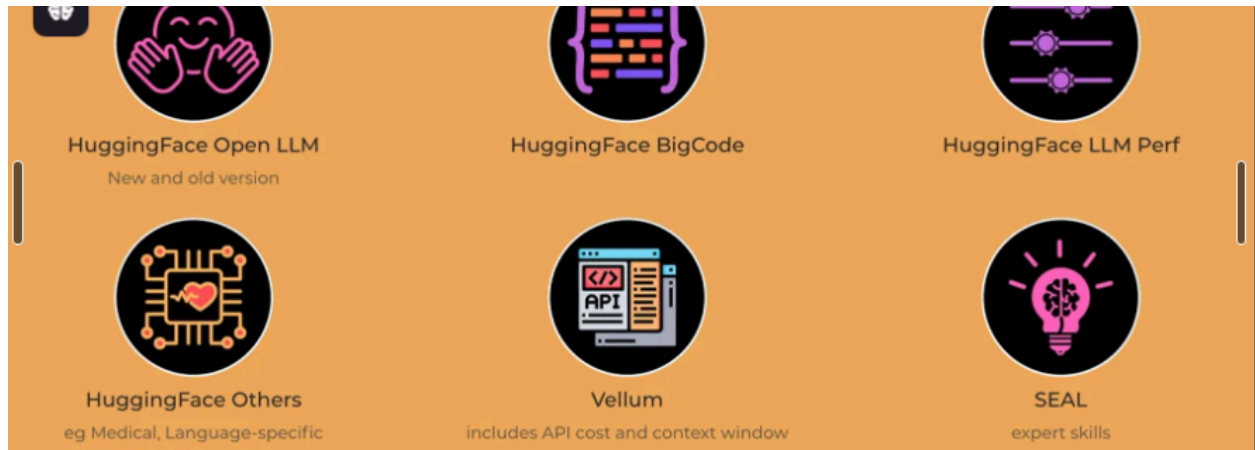 HuggingFace Open LLM
HuggingFace BigCode
HuggingFace LLM Perf
New and old version
</>
API
HuggingFace Others
Vellum
SEAL
eg Medical, Language-specific
includes API cost and context window
expert skills